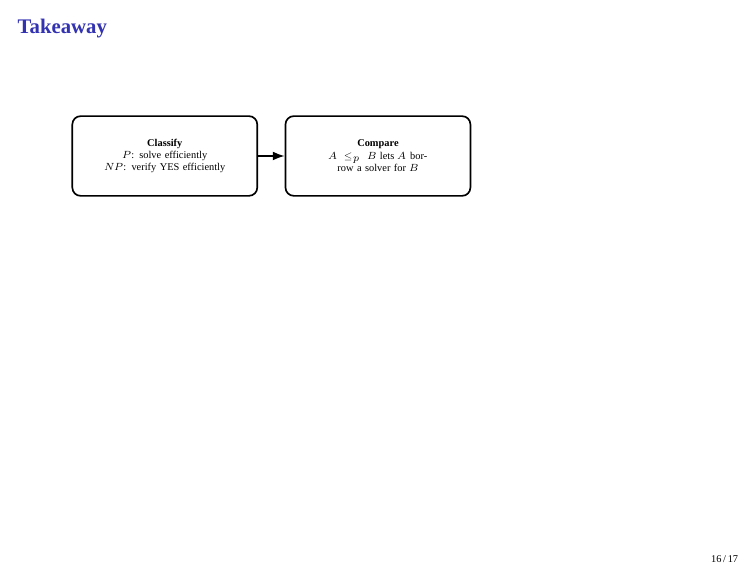 Takeaway
Classify
P: solve efficiently
NP: verify YES efficiently
Compare
A ≤p B lets A bor-
row a solver for B
16 / 17